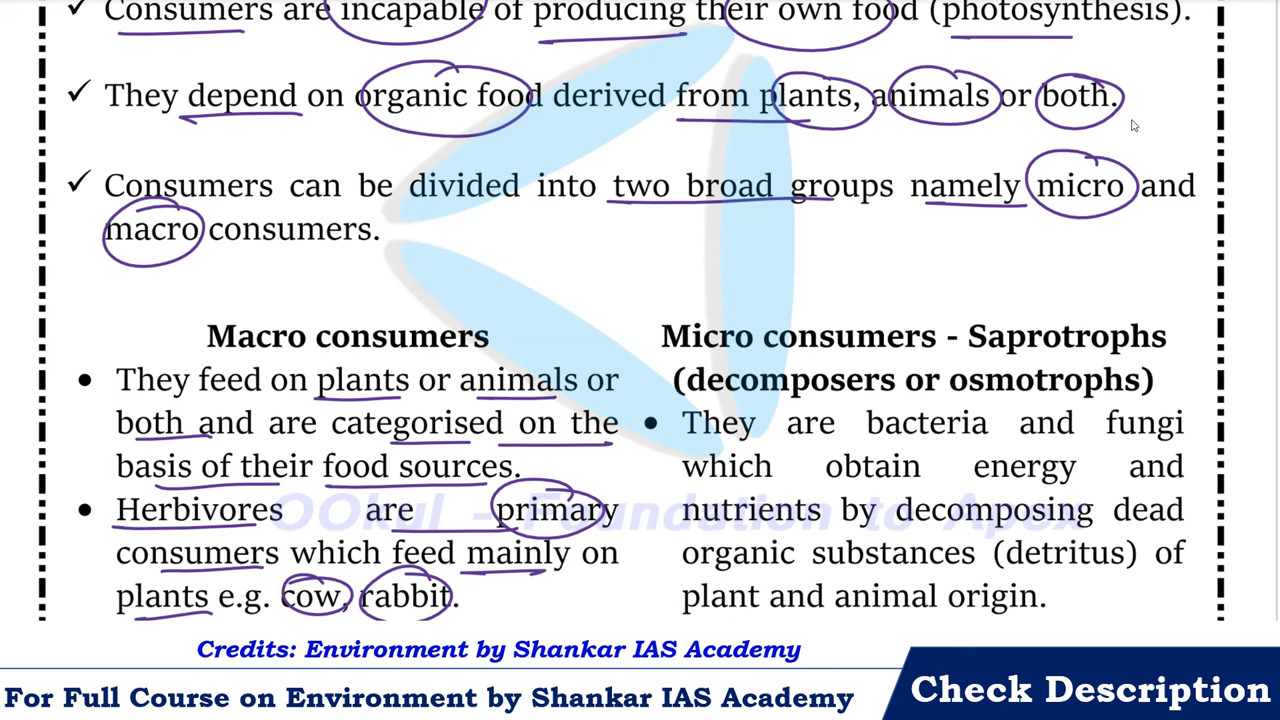 ✓ Consumers are incapable of producing their own food (photosynthesis).
✓ They depend on organic food derived from plants, animals or both.
✓ Consumers can be divided into two broad groups namely micro and
macro consumers.
Macro consumers
• They feed on plants or animals or
both and are categorised on the
basis of their food sources.
• Herbivores are primary
consumers which feed mainly on
plants e.g. cow, rabbit.
Micro consumers - Saprotrophs
(decomposers or osmotrophs)
• They are bacteria and fungi
which obtain energy and
nutrients by decomposing dead
organic substances (detritus) of
plant and animal origin.
OOkul - Foundation to Apex
Credits: Environment by Shankar IAS Academy
For Full Course on Environment by Shankar IAS Academy
Check Description